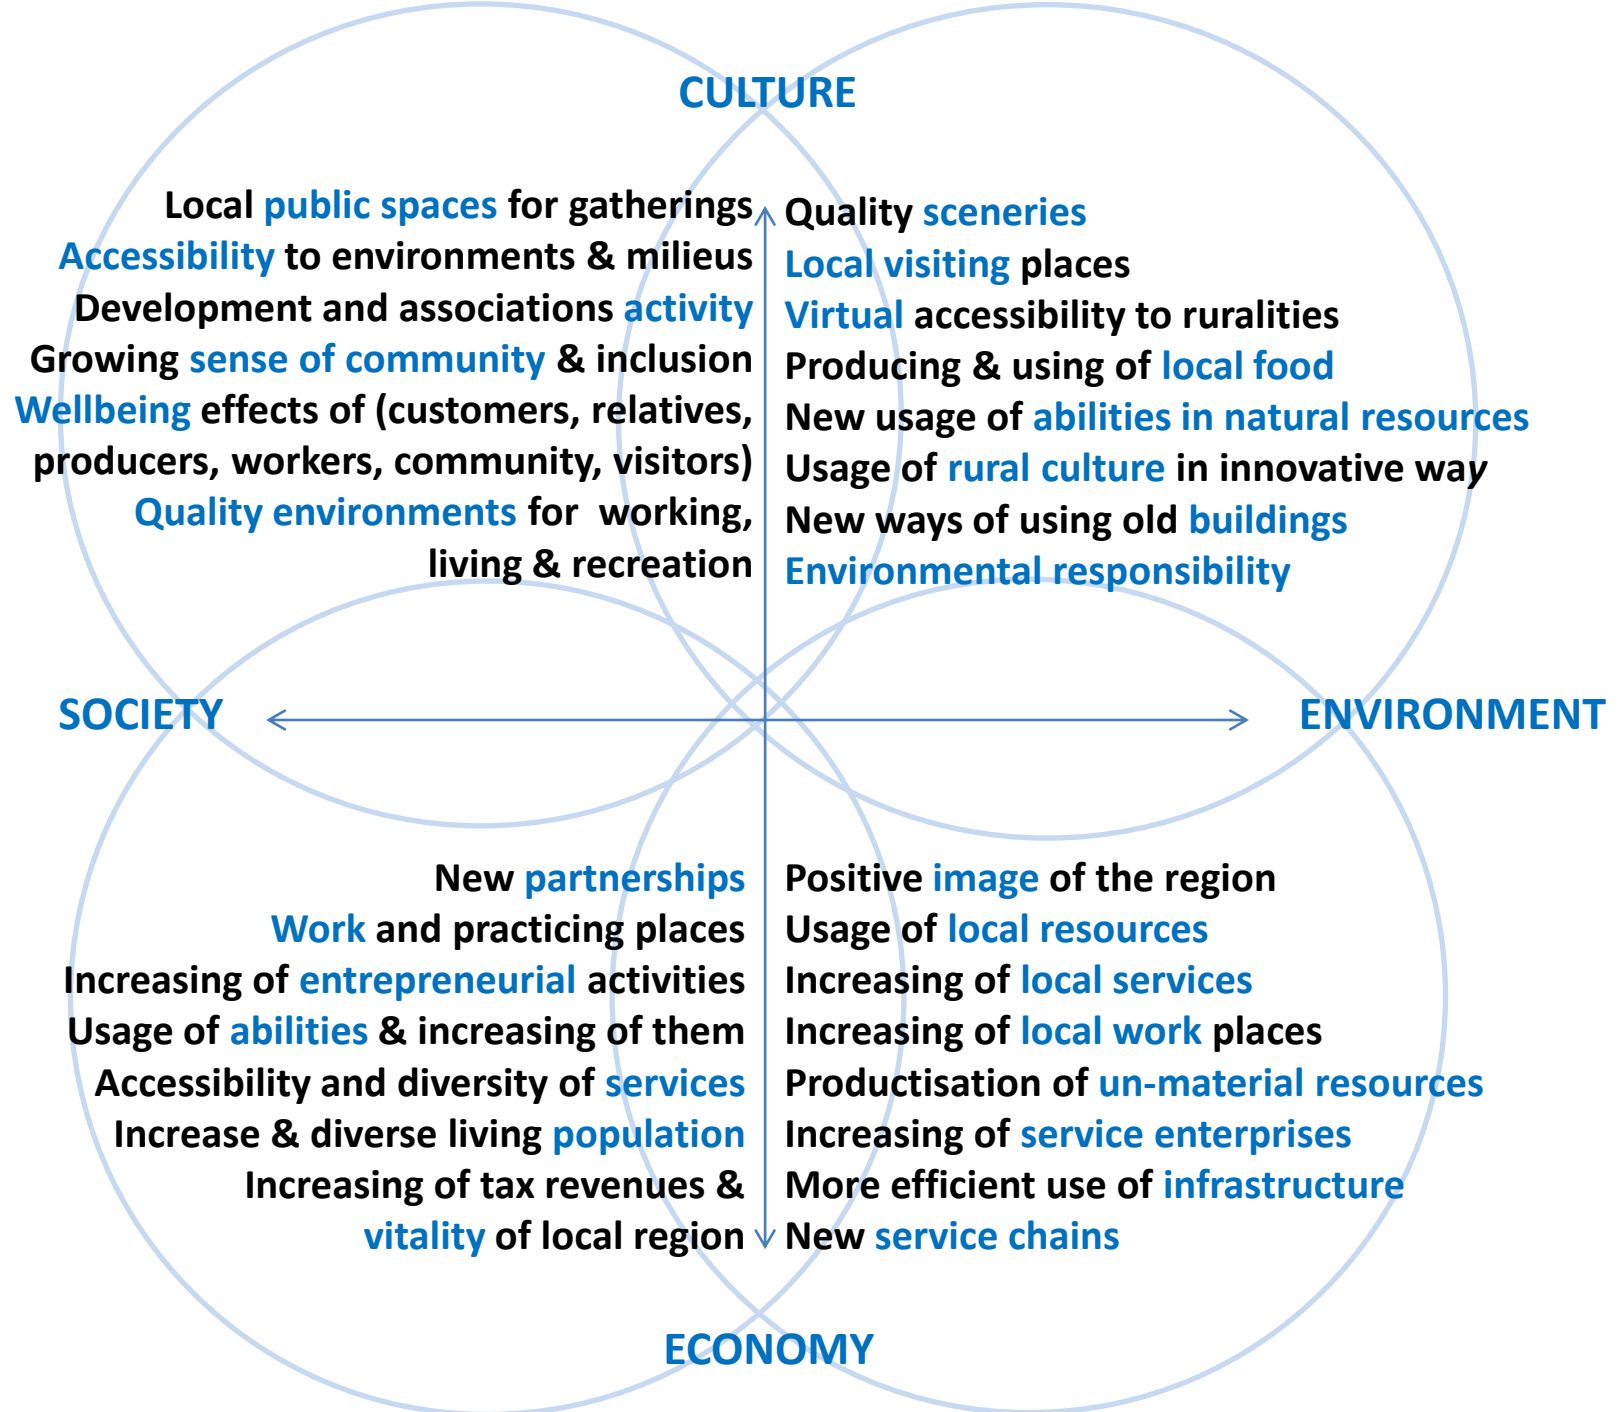 CULTURE
Local public spaces for gatherings
Accessibility to environments & milieus
Development and associations activity
Growing sense of community & inclusion
Wellbeing effects of (customers, relatives,
producers, workers, community, visitors)
Quality environments for working,
living & recreation
Quality sceneries
Local visiting places
Virtual accessibility to ruralities
Producing & using of local food
New usage of abilities in natural resources
Usage of rural culture in innovative way
New ways of using old buildings
Environmental responsibility
SOCIETY
ENVIRONMENT
New partnerships
Work and practicing places
Increasing of entrepreneurial activities
Usage of abilities & increasing of them
Accessibility and diversity of services
Increase & diverse living population
Increasing of tax revenues &
vitality of local region
Positive image of the region
Usage of local resources
Increasing of local services
Increasing of local work places
Productisation of un-material resources
Increasing of service enterprises
More efficient use of infrastructure
New service chains
ECONOMY